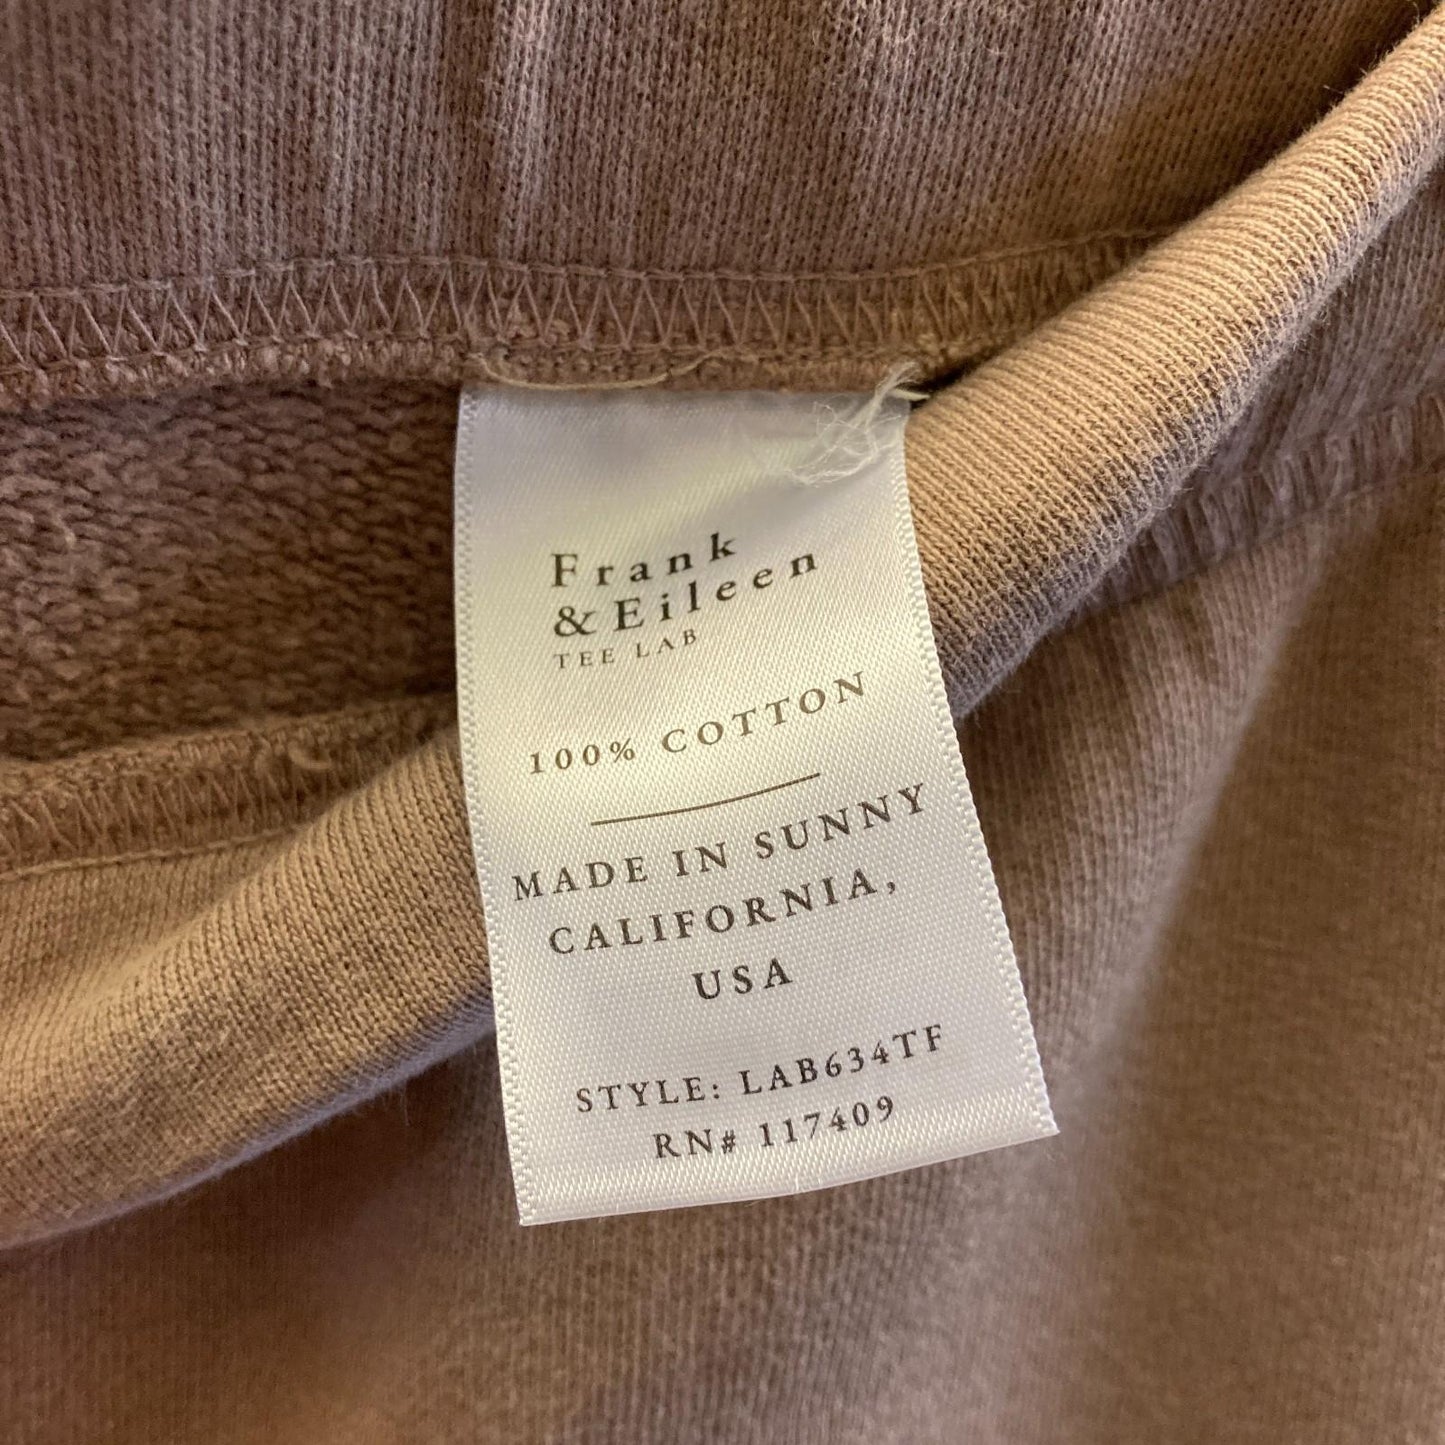 Frank
& Eileen
TEE LAB
100% COTTON
MADE IN SUNNY
CALIFORNIA,
USA
STYLE: LAB634TF
RN# 117409